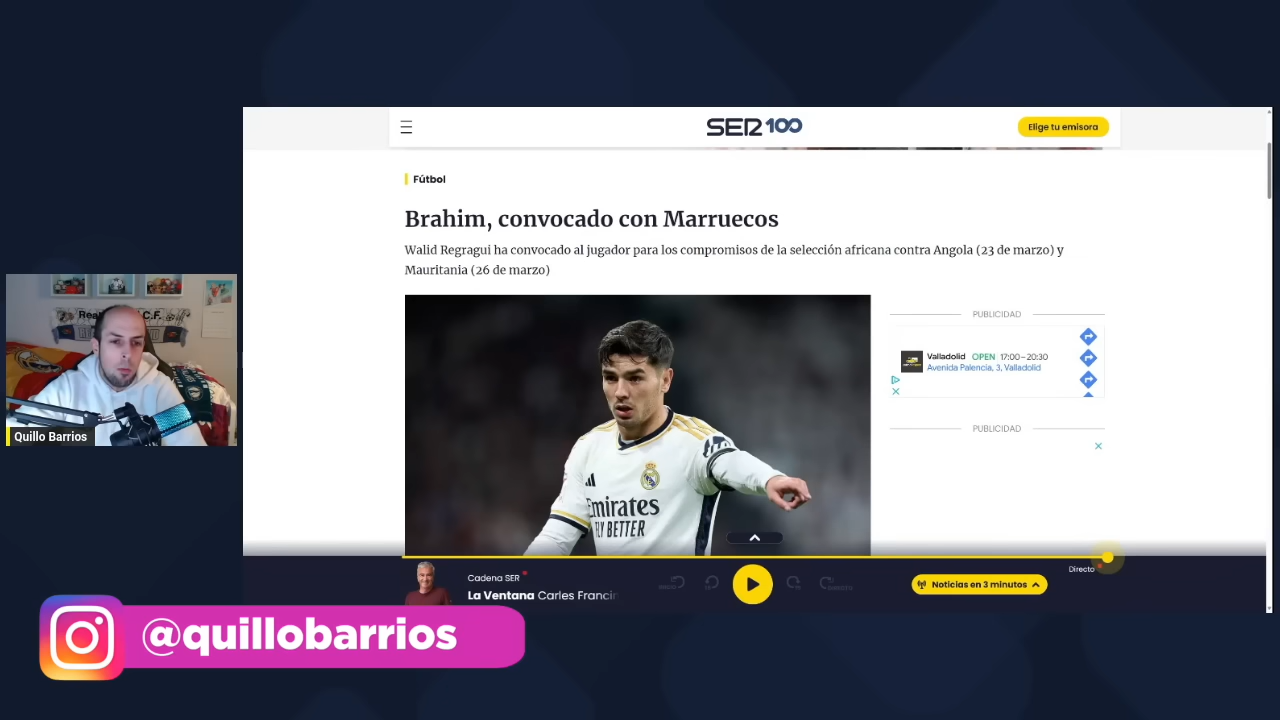 SER 100
Elige tu emisora
Fútbol
Brahim, convocado con Marruecos
Walid Regragui ha convocado al jugador para los compromisos de la selección africana contra Angola (23 de marzo) y
Mauritania (26 de marzo)
PUBLICIDAD
Valladolid OPEN 17:00–20:30
Avenida Palencia, 3, Valladolid
PUBLICIDAD
Real C.F.
Quillo Barrios
Emirates
FLY BETTER
Directo
Cadena SER
La Ventana Carles Francin
Noticias en 3 minutos
@quillobarrios